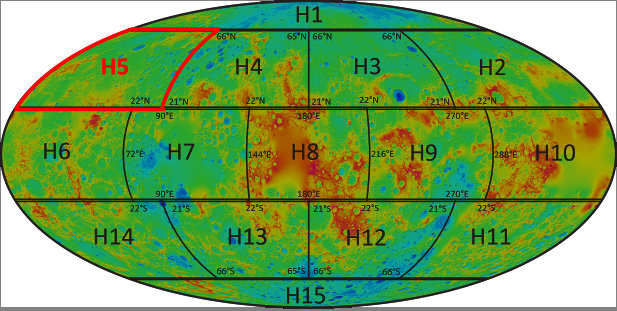 H1
66°N 65°N 66°N 66°N
H5 H4 H3 H2
22°N 21°N 22°N 21°N 22°N 21°N 22°N
90°E 180°E 270°E
H6 72°E H7 144°E H8 216°E H9 288°E H10
90°E 180°E 270°E
22°S 21°S 22°S 21°S 22°S 21°S 22°S
H14 H13 H12 H11
66°S 65°S 66°S 66°S
H15